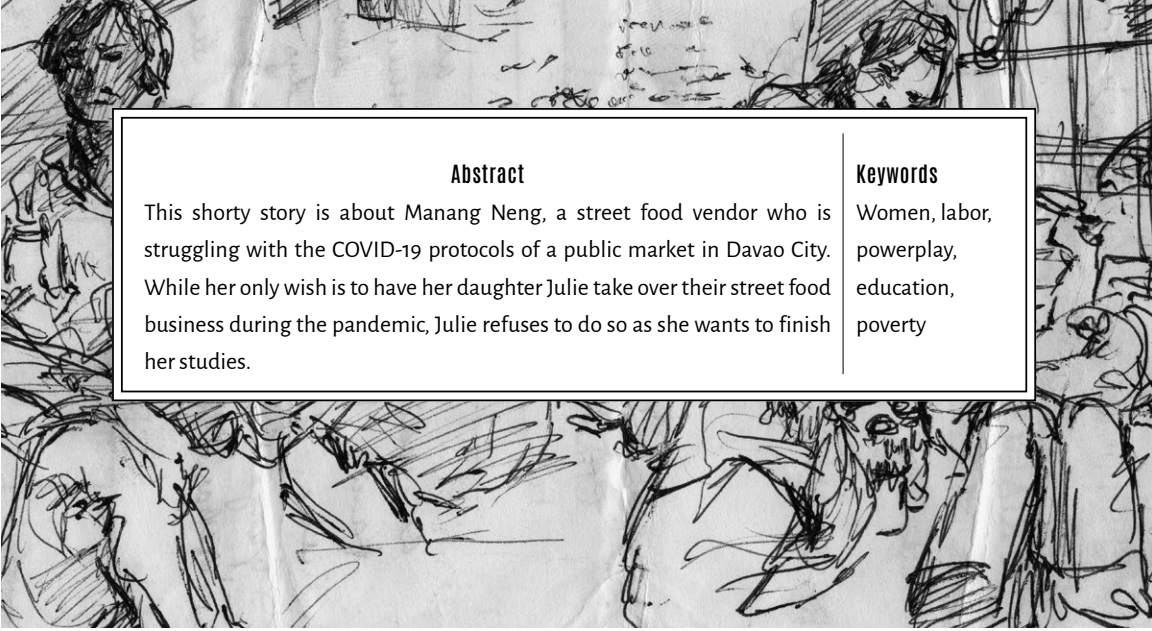 Abstract
This shorty story is about Manang Neng, a street food vendor who is
struggling with the COVID-19 protocols of a public market in Davao City.
While her only wish is to have her daughter Julie take over their street food
business during the pandemic, Julie refuses to do so as she wants to finish
her studies.
Keywords
Women, labor,
powerplay,
education,
poverty